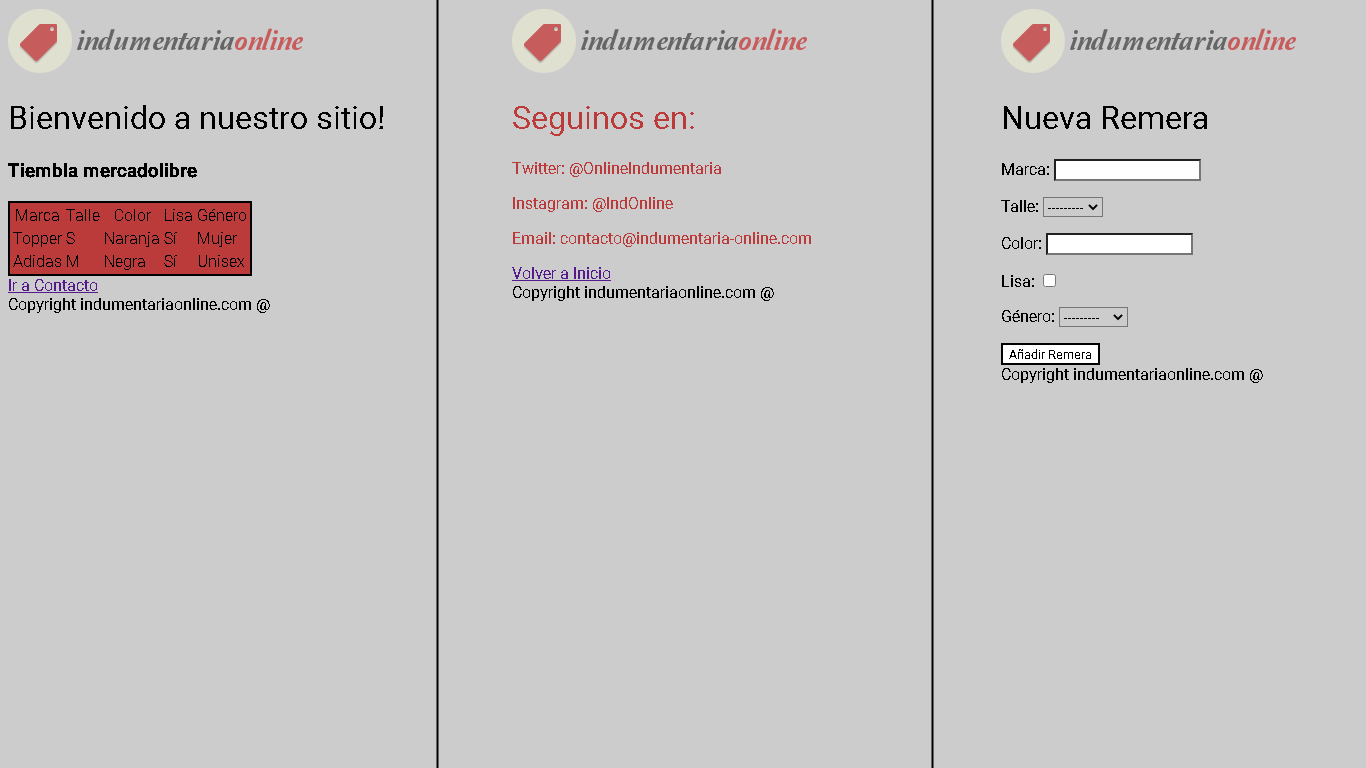 indumentariaonline
Bienvenido a nuestro sitio!
Tiembla mercadolibre
Marca Talle Color Lisa Género
Topper S Naranja Sí Mujer
Adidas M Negra Sí Unisex
Ir a Contacto
Copyright indumentariaonline.com @
indumentariaonline
Seguinos en:
Twitter: @OnlineIndumentaria
Instagram: @IndOnline
Email: contacto@indumentaria-online.com
Volver a Inicio
Copyright indumentariaonline.com @
indumentariaonline
Nueva Remera
Marca:
Talle: ---------
Color:
Lisa:
Género: ---------
Añadir Remera
Copyright indumentariaonline.com @